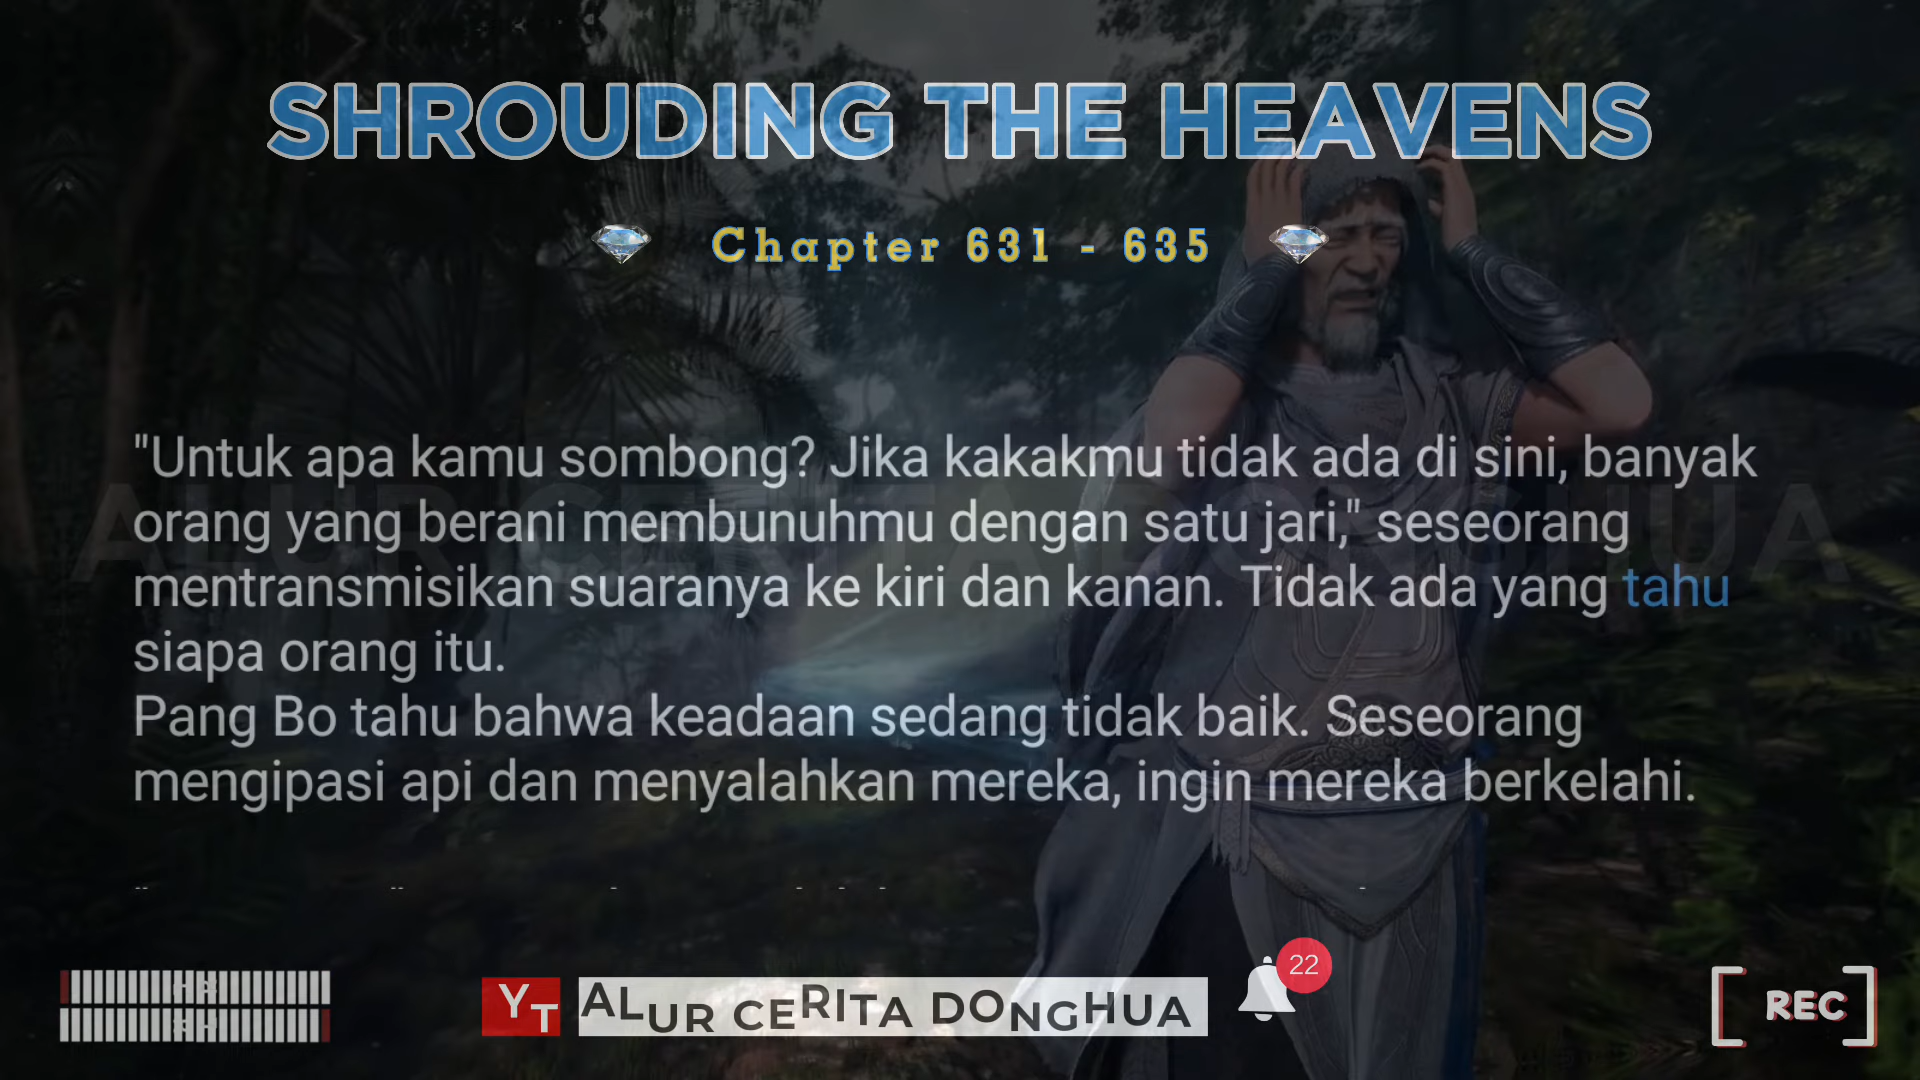 SHROUDING THE HEAVENS
Chapter 631 - 635
"Untuk apa kamu sombong? Jika kakakmu tidak ada di sini, banyak
orang yang berani membunuhmu dengan satu jari," seseorang
mentransmisikan suaranya ke kiri dan kanan. Tidak ada yang tahu
siapa orang itu.
Pang Bo tahu bahwa keadaan sedang tidak baik. Seseorang
mengipasi api dan menyalahkan mereka, ingin mereka berkelahi.
ALUR CERITA DONGHUA
YT ALUR CERITA DONGHUA
22
REC